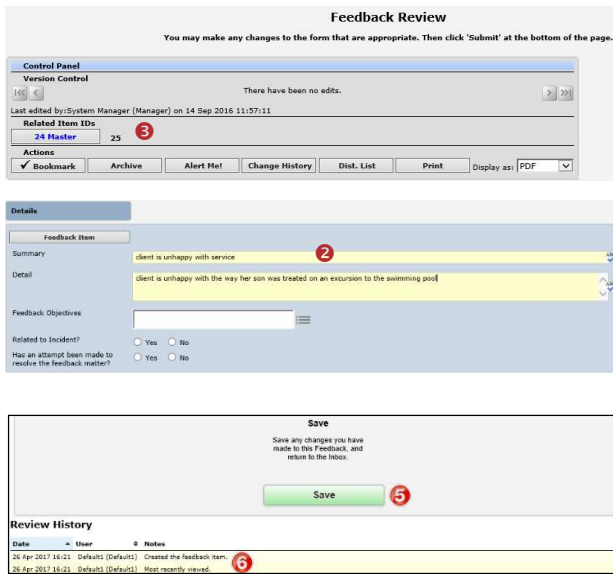 Feedback Review
You may make any changes to the form that are appropriate. Then click 'Submit' at the bottom of the page.
Control Panel
Version Control
There have been no edits.
Last edited by:System Manager (Manager) on 14 Sep 2016 11:57:11
Related Item IDs
24 Master 25 3
Actions
Bookmark Archive Alert Me! Change History Dist. List Print Display as: PDF
Details
Feedback Item
Summary client is unhappy with service 2
Detail client is unhappy with the way her son was treated on an excursion to the swimming pool
Feedback Objectives
Related to Incident? Yes No
Has an attempt been made to
resolve the feedback matter? Yes No
Save
Save any changes you have
made to this Feedback, and
return to the Inbox.
Save 5
Review History
Date User Notes
26 Apr 2017 16:21 Default1 (Default1) Created the feedback item.
26 Apr 2017 16:21 Default1 (Default1) Most recently viewed. 6